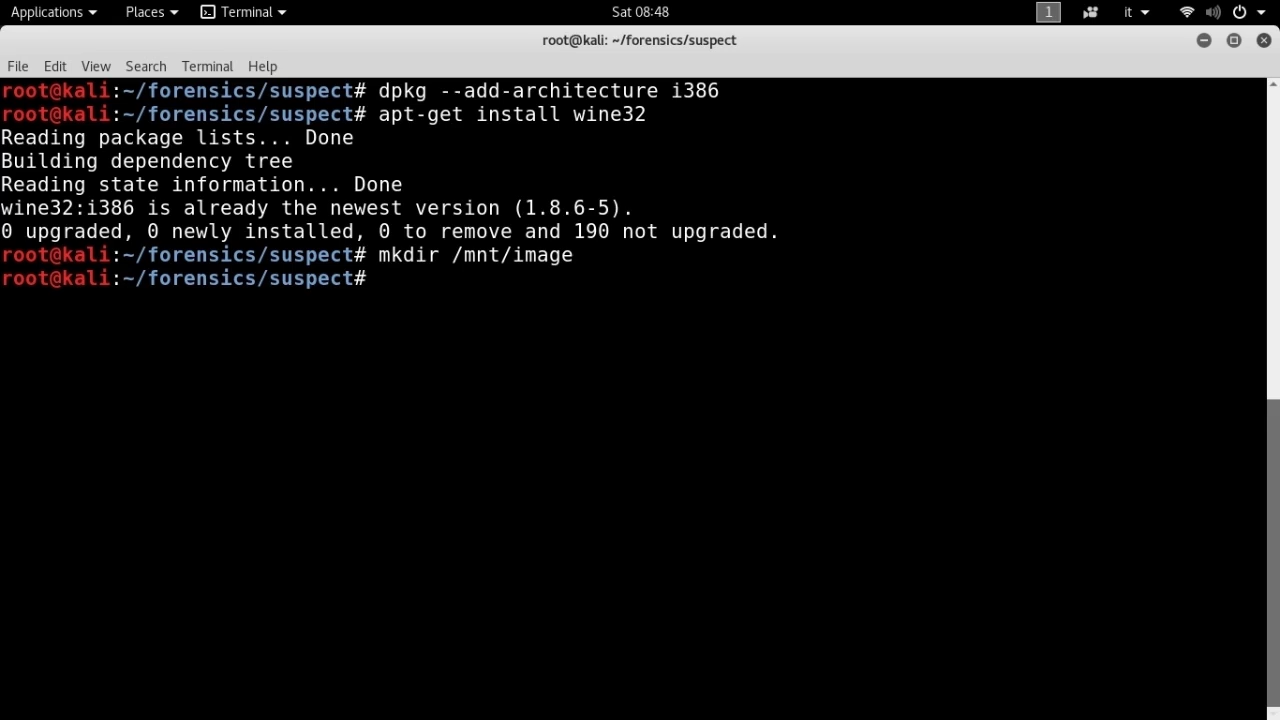 Applications Places Terminal Sat 08:48 1 it
root@kali: ~/forensics/suspect
File Edit View Search Terminal Help
root@kali:~/forensics/suspect# dpkg --add-architecture i386
root@kali:~/forensics/suspect# apt-get install wine32
Reading package lists... Done
Building dependency tree
Reading state information... Done
wine32:i386 is already the newest version (1.8.6-5).
0 upgraded, 0 newly installed, 0 to remove and 190 not upgraded.
root@kali:~/forensics/suspect# mkdir /mnt/image
root@kali:~/forensics/suspect#